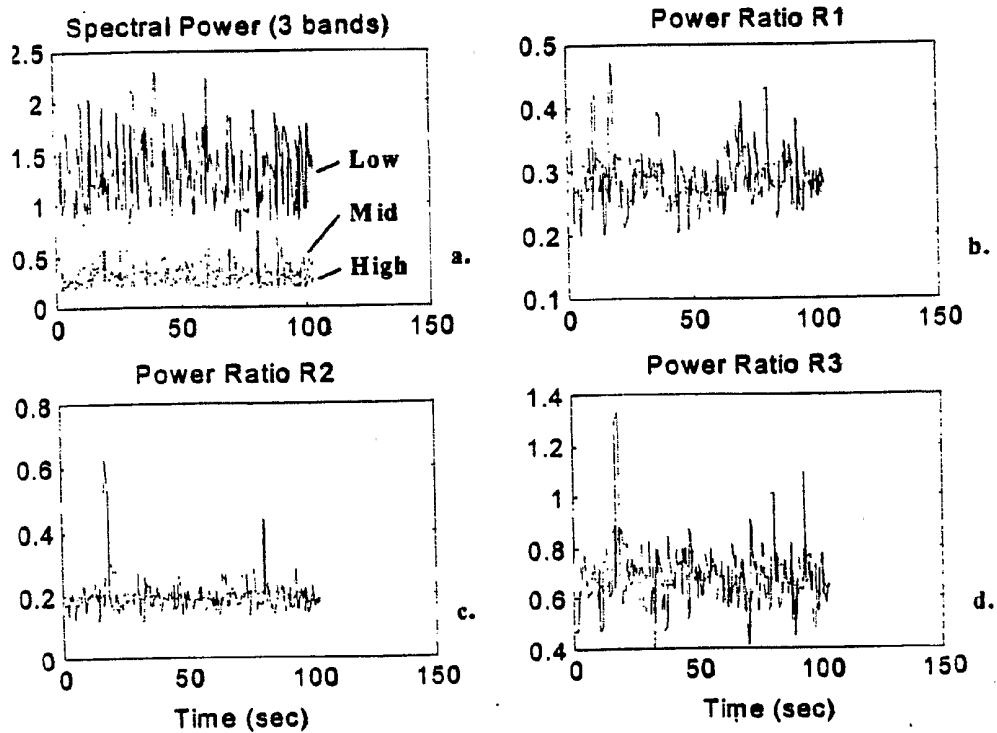 Spectral Power (3 bands)
2.5
2
1.5
1
0.5
0
0 50 100 150
Low
Mid
High
a.
Power Ratio R1
0.5
0.4
0.3
0.2
0.1
0 50 100 150
b.
Power Ratio R2
0.8
0.6
0.4
0.2
0
0 50 100 150
Time (sec)
c.
Power Ratio R3
1.4
1.2
1
0.8
0.6
0.4
0 50 100 150
Time (sec)
d.